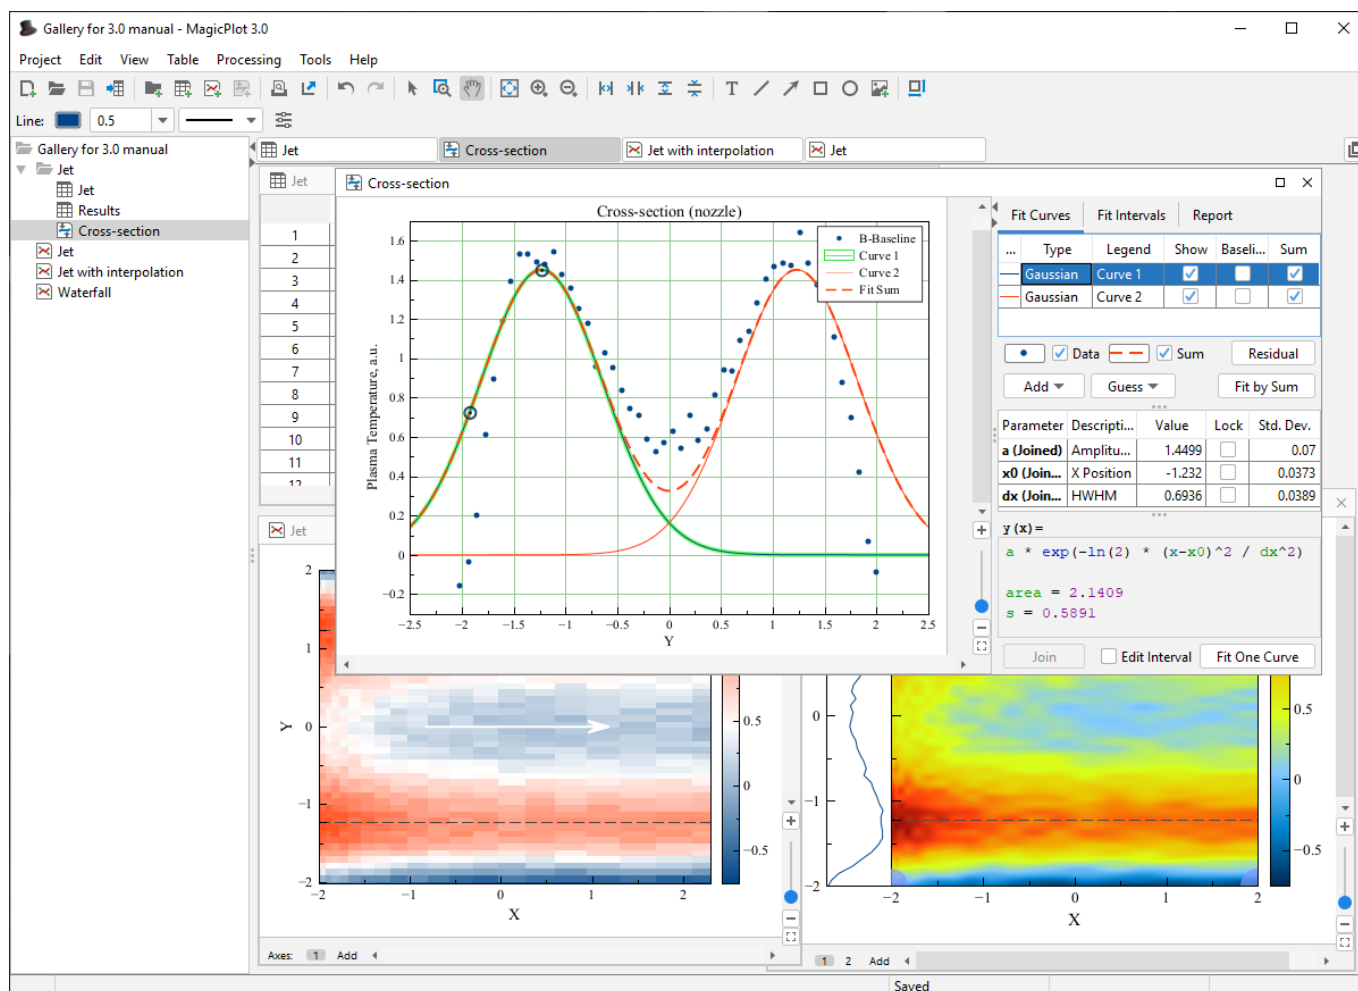 Gallery for 3.0 manual - MagicPlot 3.0
Project Edit View Table Processing Tools Help
Line: 0.5
Gallery for 3.0 manual
Jet
Jet
Results
Cross-section
Jet
Jet with interpolation
Waterfall
Jet Cross-section Jet with interpolation Jet
Jet
1
2
3
4
5
6
7
8
9
10
11
12
Cross-section
Cross-section (nozzle)
Plasma Temperature, a.u.
1.6
1.4
1.2
1
0.8
0.6
0.4
0.2
0
−0.2
−2.5 −2 −1.5 −1 −0.5 0 0.5 1 1.5 2 2.5
Y
B-Baseline
Curve 1
Curve 2
Fit Sum
Fit Curves Fit Intervals Report
... Type Legend Show Baseli... Sum
Gaussian Curve 1
Gaussian Curve 2
Data Sum Residual
Add Guess Fit by Sum
Parameter Descripti... Value Lock Std. Dev.
a (Joined) Amplitu... 1.4499 0.07
x0 (Join... X Position -1.232 0.0373
dx (Join... HWHM 0.6936 0.0389
y(x)=
a * exp(-ln(2) * (x-x0)^2 / dx^2)
area = 2.1409
s = 0.5891
Join Edit Interval Fit One Curve
Jet
2
1
0
−1
−2
Y
−2 −1 0 1 2
X
0.5
0
−0.5
Axes: 1 Add
0
−1
−2
−2 −1 0 1 2
X
0.5
0
−0.5
1 2 Add
Saved